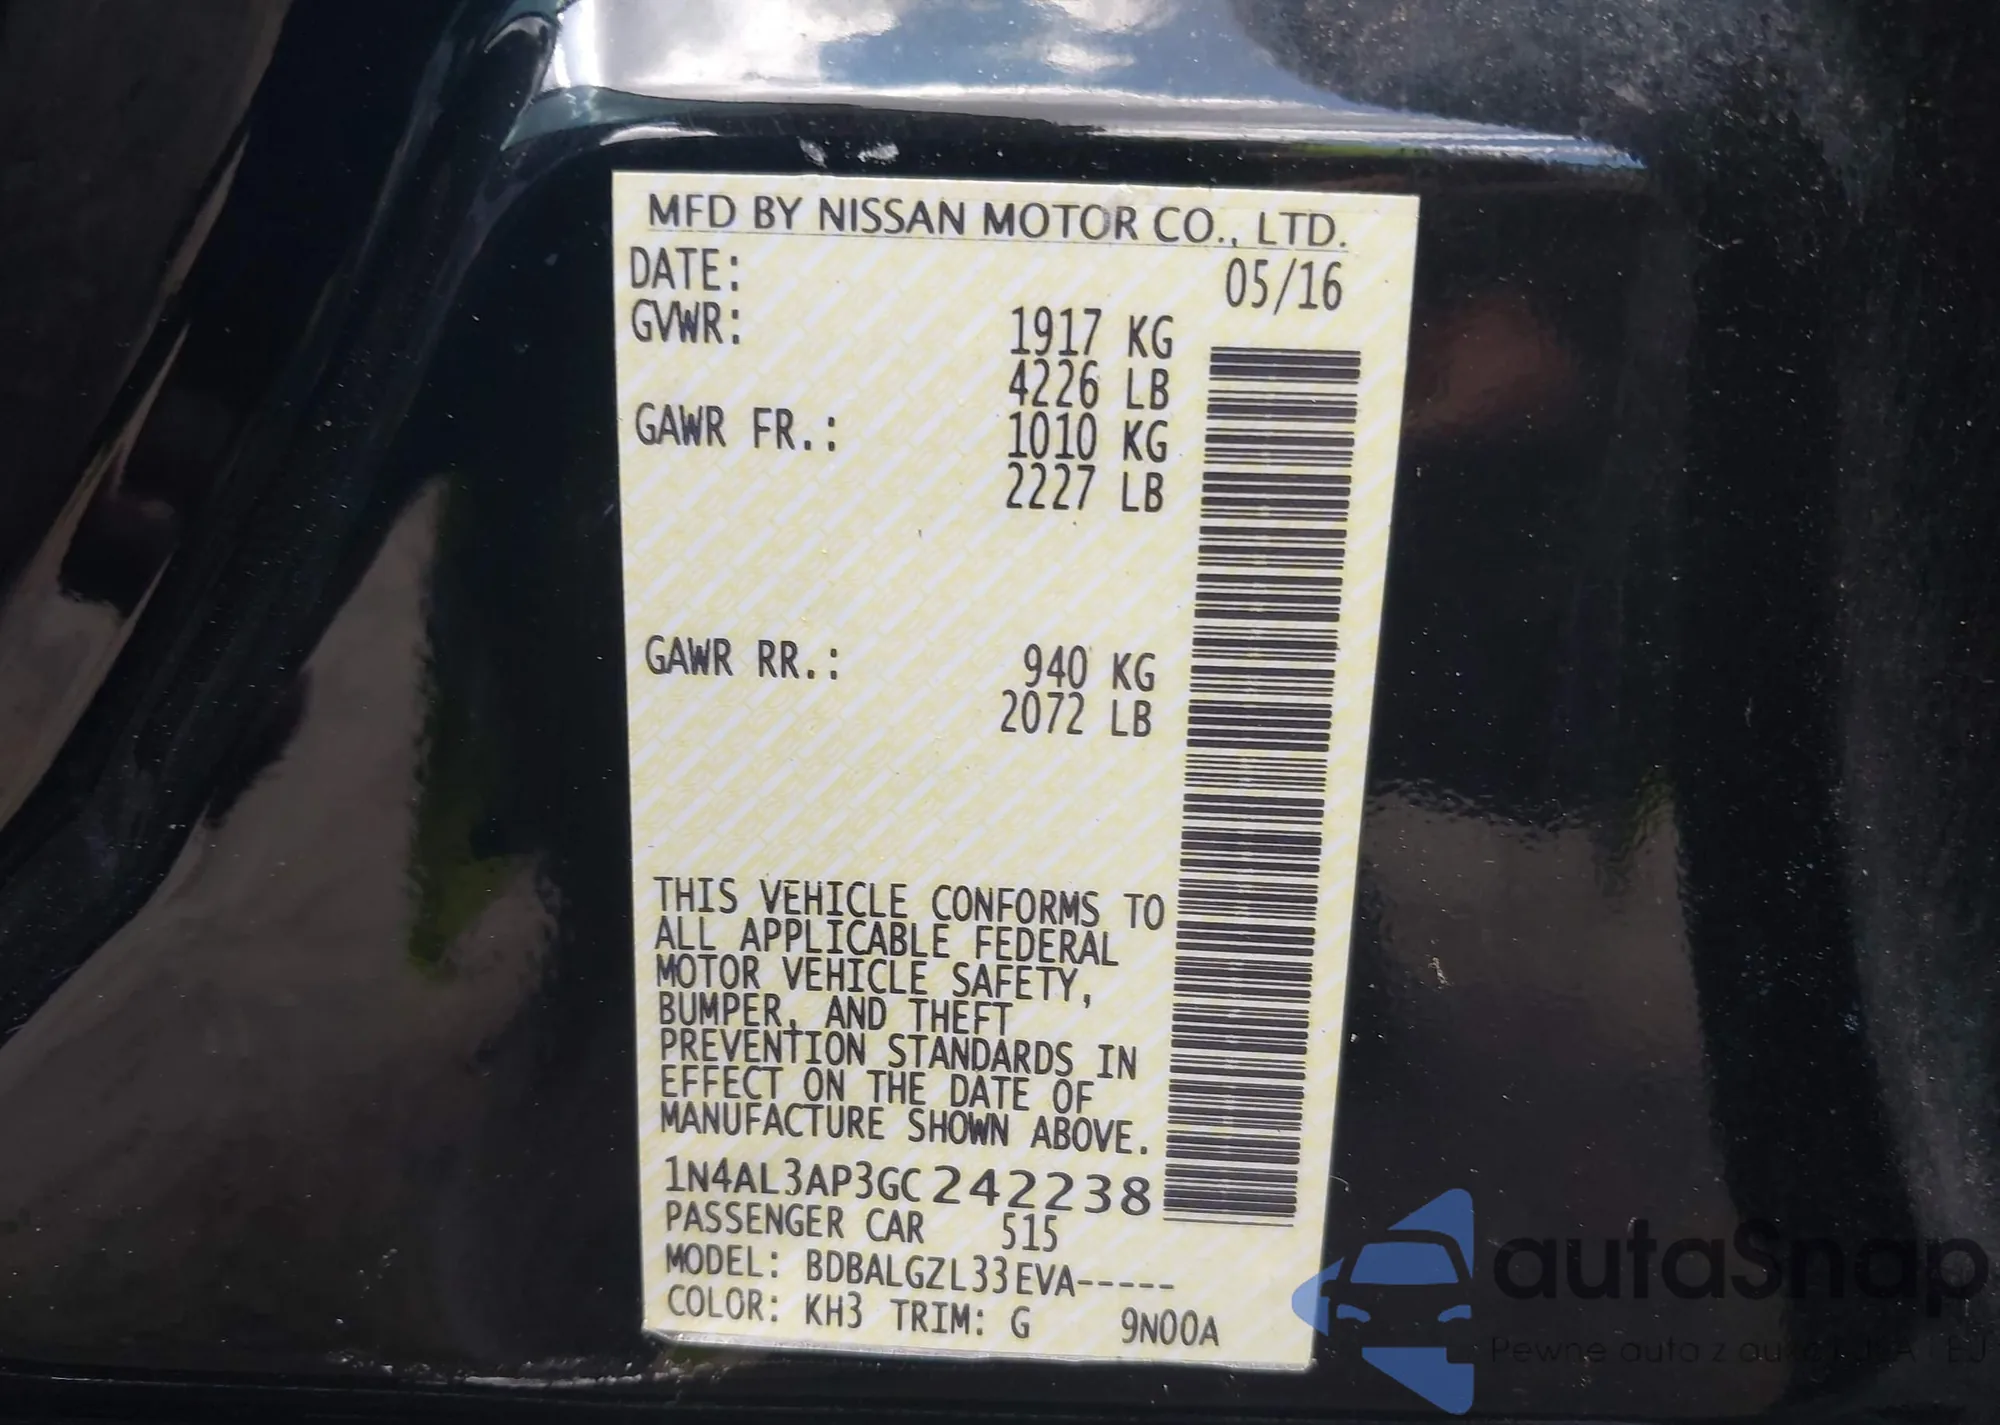 MFD BY NISSAN MOTOR CO., LTD.
DATE: 05/16
GVWR: 1917 KG
4226 LB
GAWR FR.: 1010 KG
2227 LB
GAWR RR.: 940 KG
2072 LB
THIS VEHICLE CONFORMS TO
ALL APPLICABLE FEDERAL
MOTOR VEHICLE SAFETY,
BUMPER, AND THEFT
PREVENTION STANDARDS IN
EFFECT ON THE DATE OF
MANUFACTURE SHOWN ABOVE.
1N4AL3AP3GC242238
PASSENGER CAR 515
MODEL: BDBALGZL33EVA-----
COLOR: KH3 TRIM: G 9N00A
autaSnap
Pewne auta z